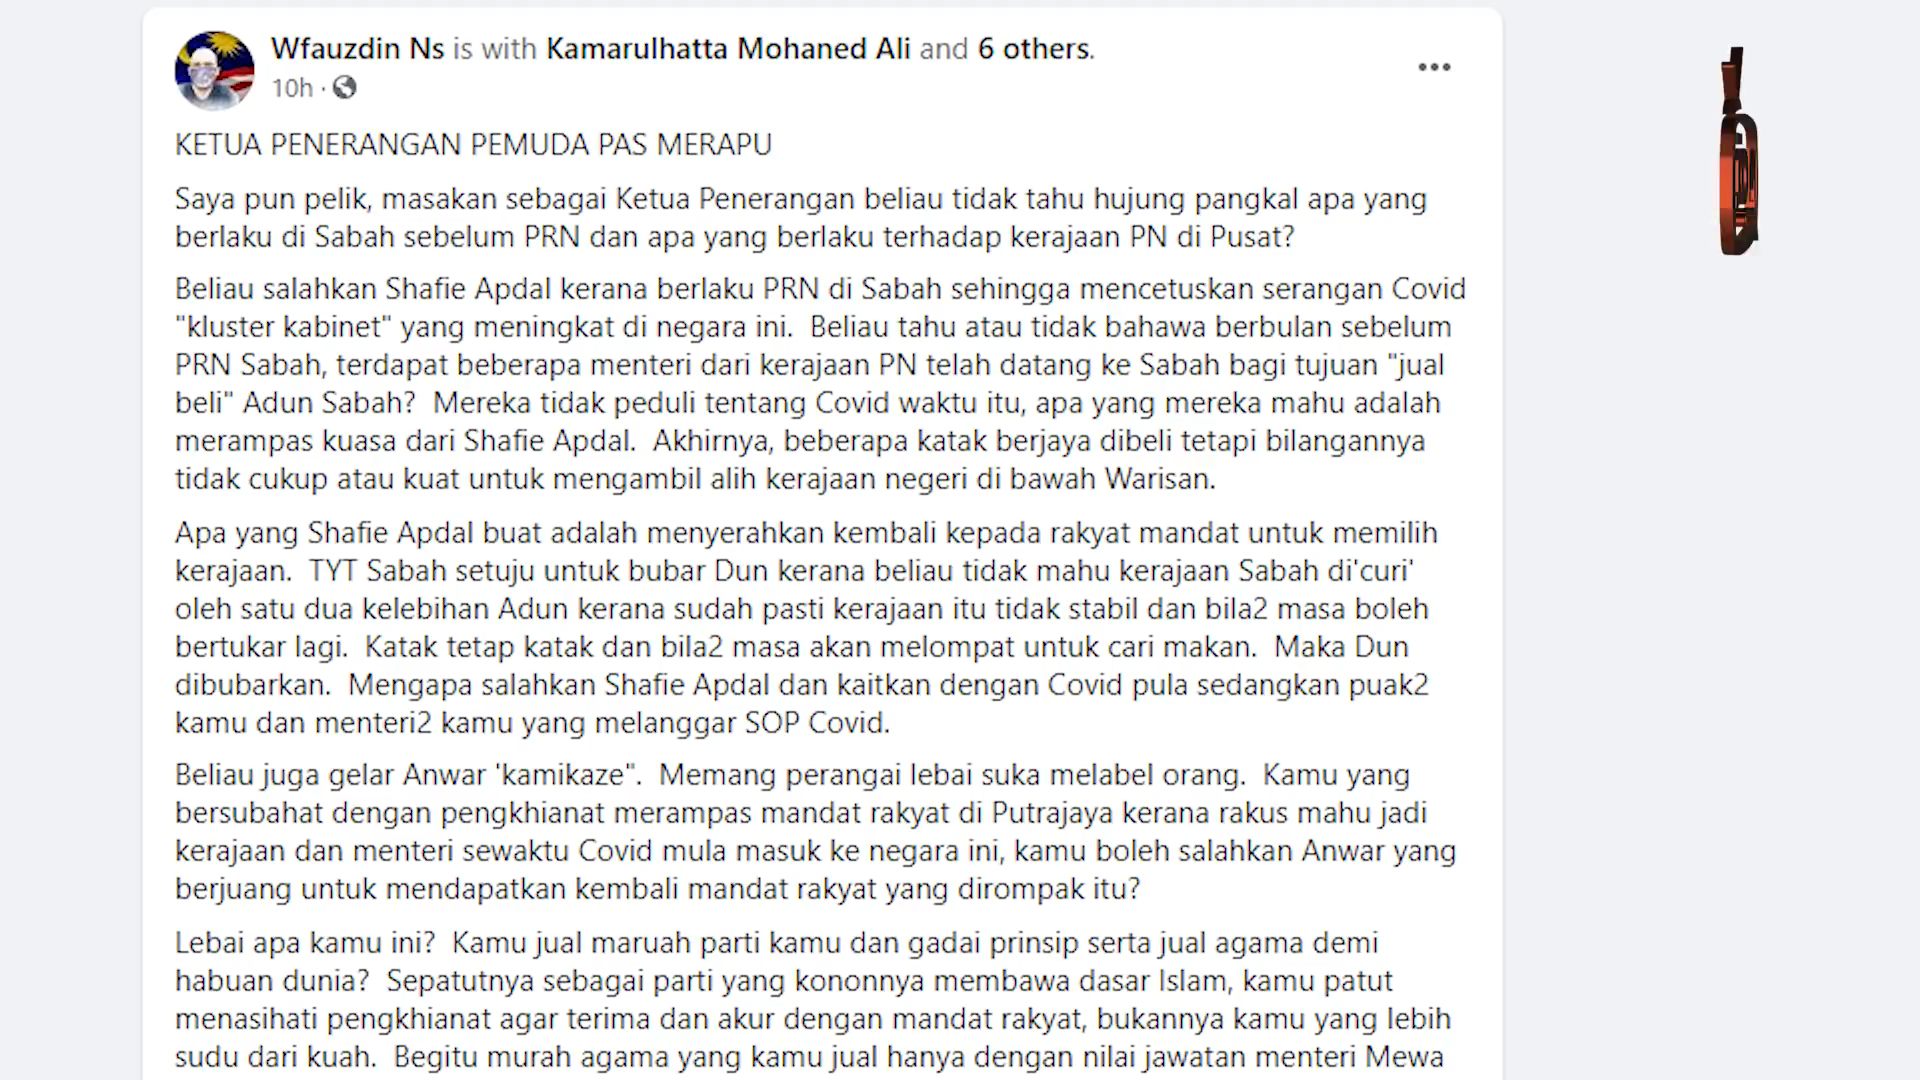 Wfauzdin Ns is with Kamarulhatta Mohaned Ali and 6 others.
10h ·
KETUA PENERANGAN PEMUDA PAS MERAPU
Saya pun pelik, masakan sebagai Ketua Penerangan beliau tidak tahu hujung pangkal apa yang
berlaku di Sabah sebelum PRN dan apa yang berlaku terhadap kerajaan PN di Pusat?
Beliau salahkan Shafie Apdal kerana berlaku PRN di Sabah sehingga mencetuskan serangan Covid
"kluster kabinet" yang meningkat di negara ini.  Beliau tahu atau tidak bahawa berbulan sebelum
PRN Sabah, terdapat beberapa menteri dari kerajaan PN telah datang ke Sabah bagi tujuan "jual
beli" Adun Sabah?  Mereka tidak peduli tentang Covid waktu itu, apa yang mereka mahu adalah
merampas kuasa dari Shafie Apdal.  Akhirnya, beberapa katak berjaya dibeli tetapi bilangannya
tidak cukup atau kuat untuk mengambil alih kerajaan negeri di bawah Warisan.
Apa yang Shafie Apdal buat adalah menyerahkan kembali kepada rakyat mandat untuk memilih
kerajaan.  TYT Sabah setuju untuk bubar Dun kerana beliau tidak mahu kerajaan Sabah di'curi'
oleh satu dua kelebihan Adun kerana sudah pasti kerajaan itu tidak stabil dan bila2 masa boleh
bertukar lagi.  Katak tetap katak dan bila2 masa akan melompat untuk cari makan.  Maka Dun
dibubarkan.  Mengapa salahkan Shafie Apdal dan kaitkan dengan Covid pula sedangkan puak2
kamu dan menteri2 kamu yang melanggar SOP Covid.
Beliau juga gelar Anwar 'kamikaze".  Memang perangai lebai suka melabel orang.  Kamu yang
bersubahat dengan pengkhianat merampas mandat rakyat di Putrajaya kerana rakus mahu jadi
kerajaan dan menteri sewaktu Covid mula masuk ke negara ini, kamu boleh salahkan Anwar yang
berjuang untuk mendapatkan kembali mandat rakyat yang dirompak itu?
Lebai apa kamu ini?  Kamu jual maruah parti kamu dan gadai prinsip serta jual agama demi
habuan dunia?  Sepatutnya sebagai parti yang kononnya membawa dasar Islam, kamu patut
menasihati pengkhianat agar terima dan akur dengan mandat rakyat, bukannya kamu yang lebih
sudu dari kuah.  Begitu murah agama yang kamu jual hanya dengan nilai jawatan menteri Mewa